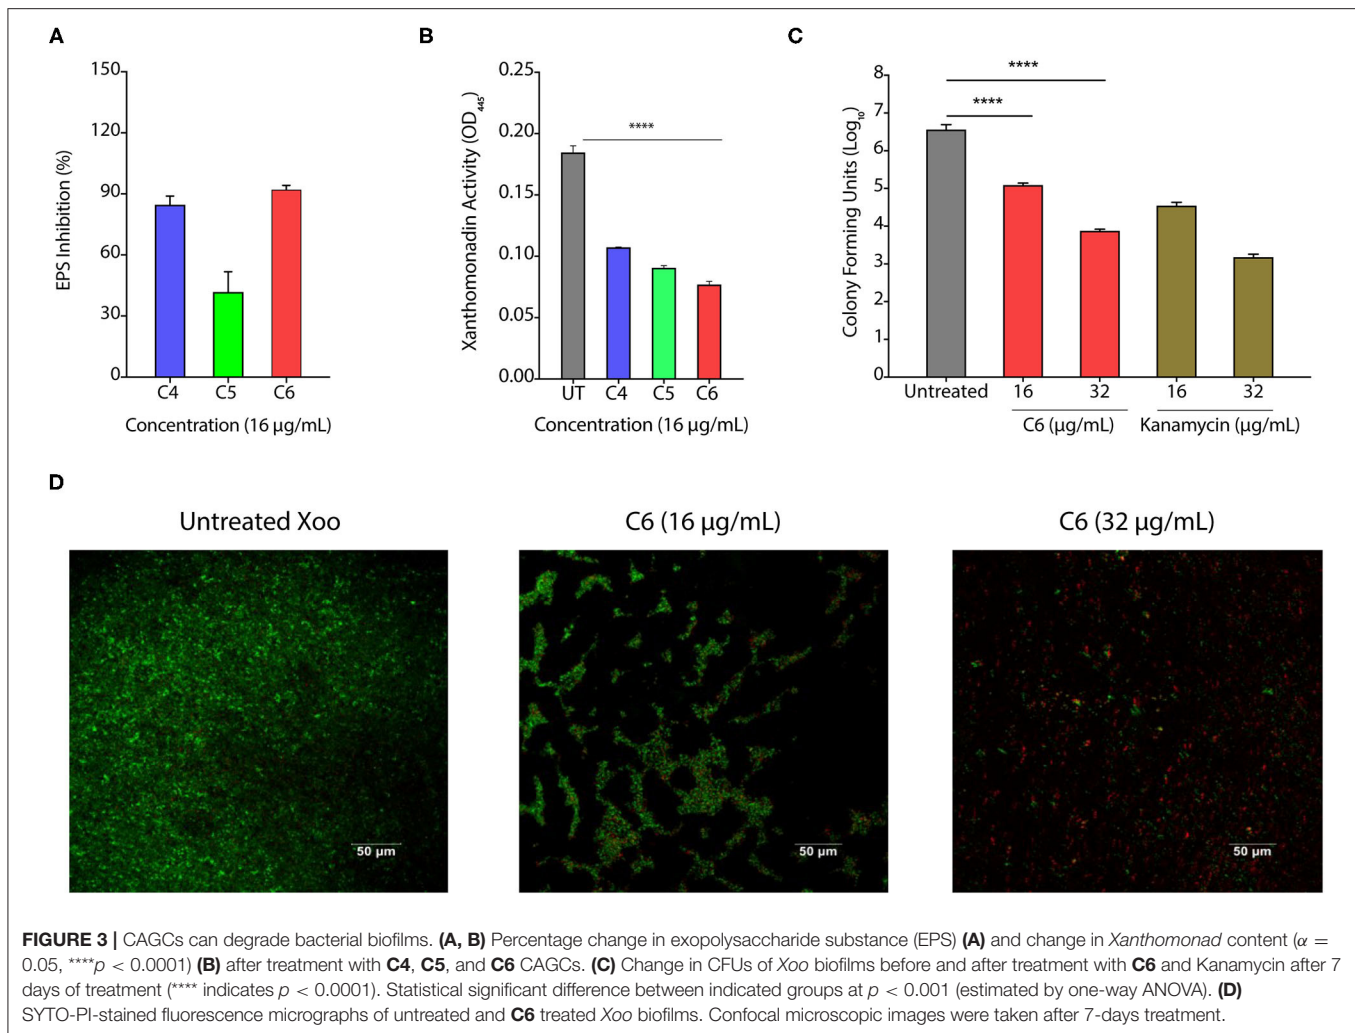 A
B
C
150
120
90
60
30
0
EPS Inhibition (%)
C4 C5 C6
Concentration (16 µg/mL)
0.25
0.20
0.15
0.10
0.05
0.00
Xanthomonadin Activity (OD₄₄₅)
****
UT C4 C5 C6
Concentration (16 µg/mL)
8
7
6
5
4
3
2
1
0
Colony Forming Units (Log₁₀)
****
****
Untreated 16 32 16 32
C6 (µg/mL) Kanamycin (µg/mL)
D
Untreated Xoo
C6 (16 µg/mL)
C6 (32 µg/mL)
50 µm
50 µm
50 µm
FIGURE 3 | CAGCs can degrade bacterial biofilms. (A, B) Percentage change in exopolysaccharide substance (EPS) (A) and change in Xanthomonad content (α =
0.05, ****p < 0.0001) (B) after treatment with C4, C5, and C6 CAGCs. (C) Change in CFUs of Xoo biofilms before and after treatment with C6 and Kanamycin after 7
days of treatment (**** indicates p < 0.0001). Statistical significant difference between indicated groups at p < 0.001 (estimated by one-way ANOVA). (D)
SYTO-PI-stained fluorescence micrographs of untreated and C6 treated Xoo biofilms. Confocal microscopic images were taken after 7-days treatment.